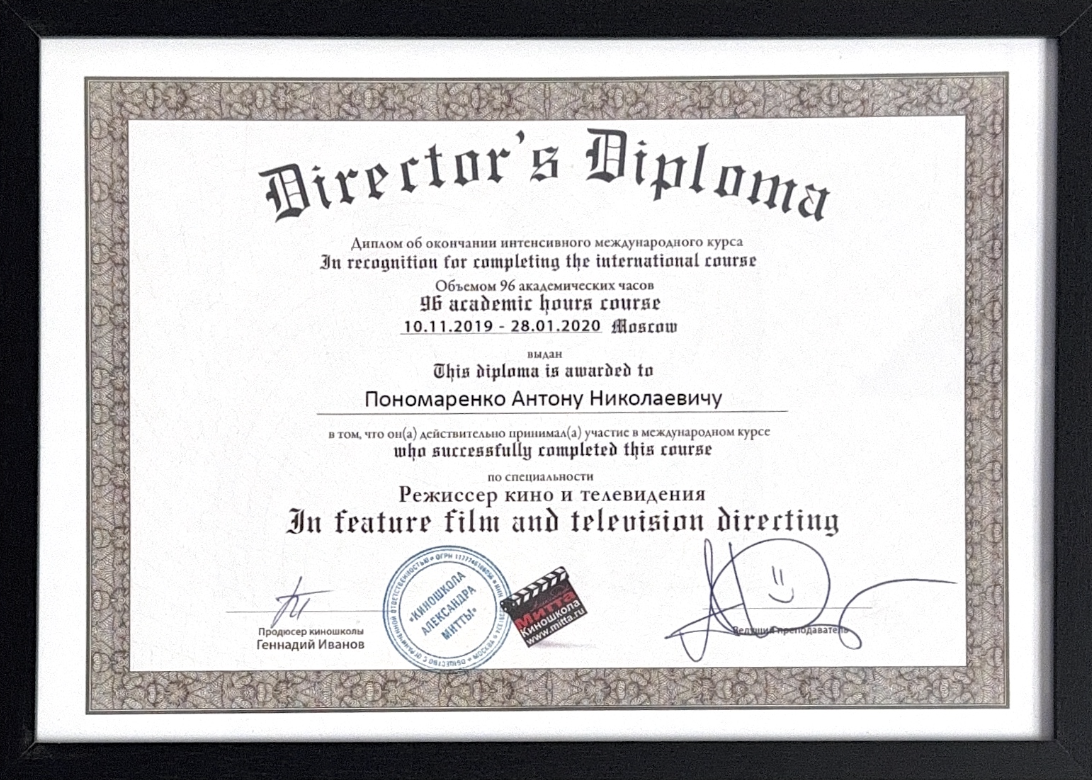 Director's Diploma
Диплом об окончании интенсивного международного курса
In recognition for completing the international course
Объемом 96 академических часов
96 academic hours course
10.11.2019 - 28.01.2020 Moscow
выдан
This diploma is awarded to
Пономаренко Антону Николаевичу
в том, что он(а) действительно принимал(а) участие в международном курсе
who successfully completed this course
по специальности
Режиссер кино и телевидения
In feature film and television directing
Продюсер киношколы
Геннадий Иванов
«КИНОШКОЛА
АЛЕКСАНДРА
МИТТЫ»
Митта
Киношкола
www.mitta.ru
Ведущий преподаватель